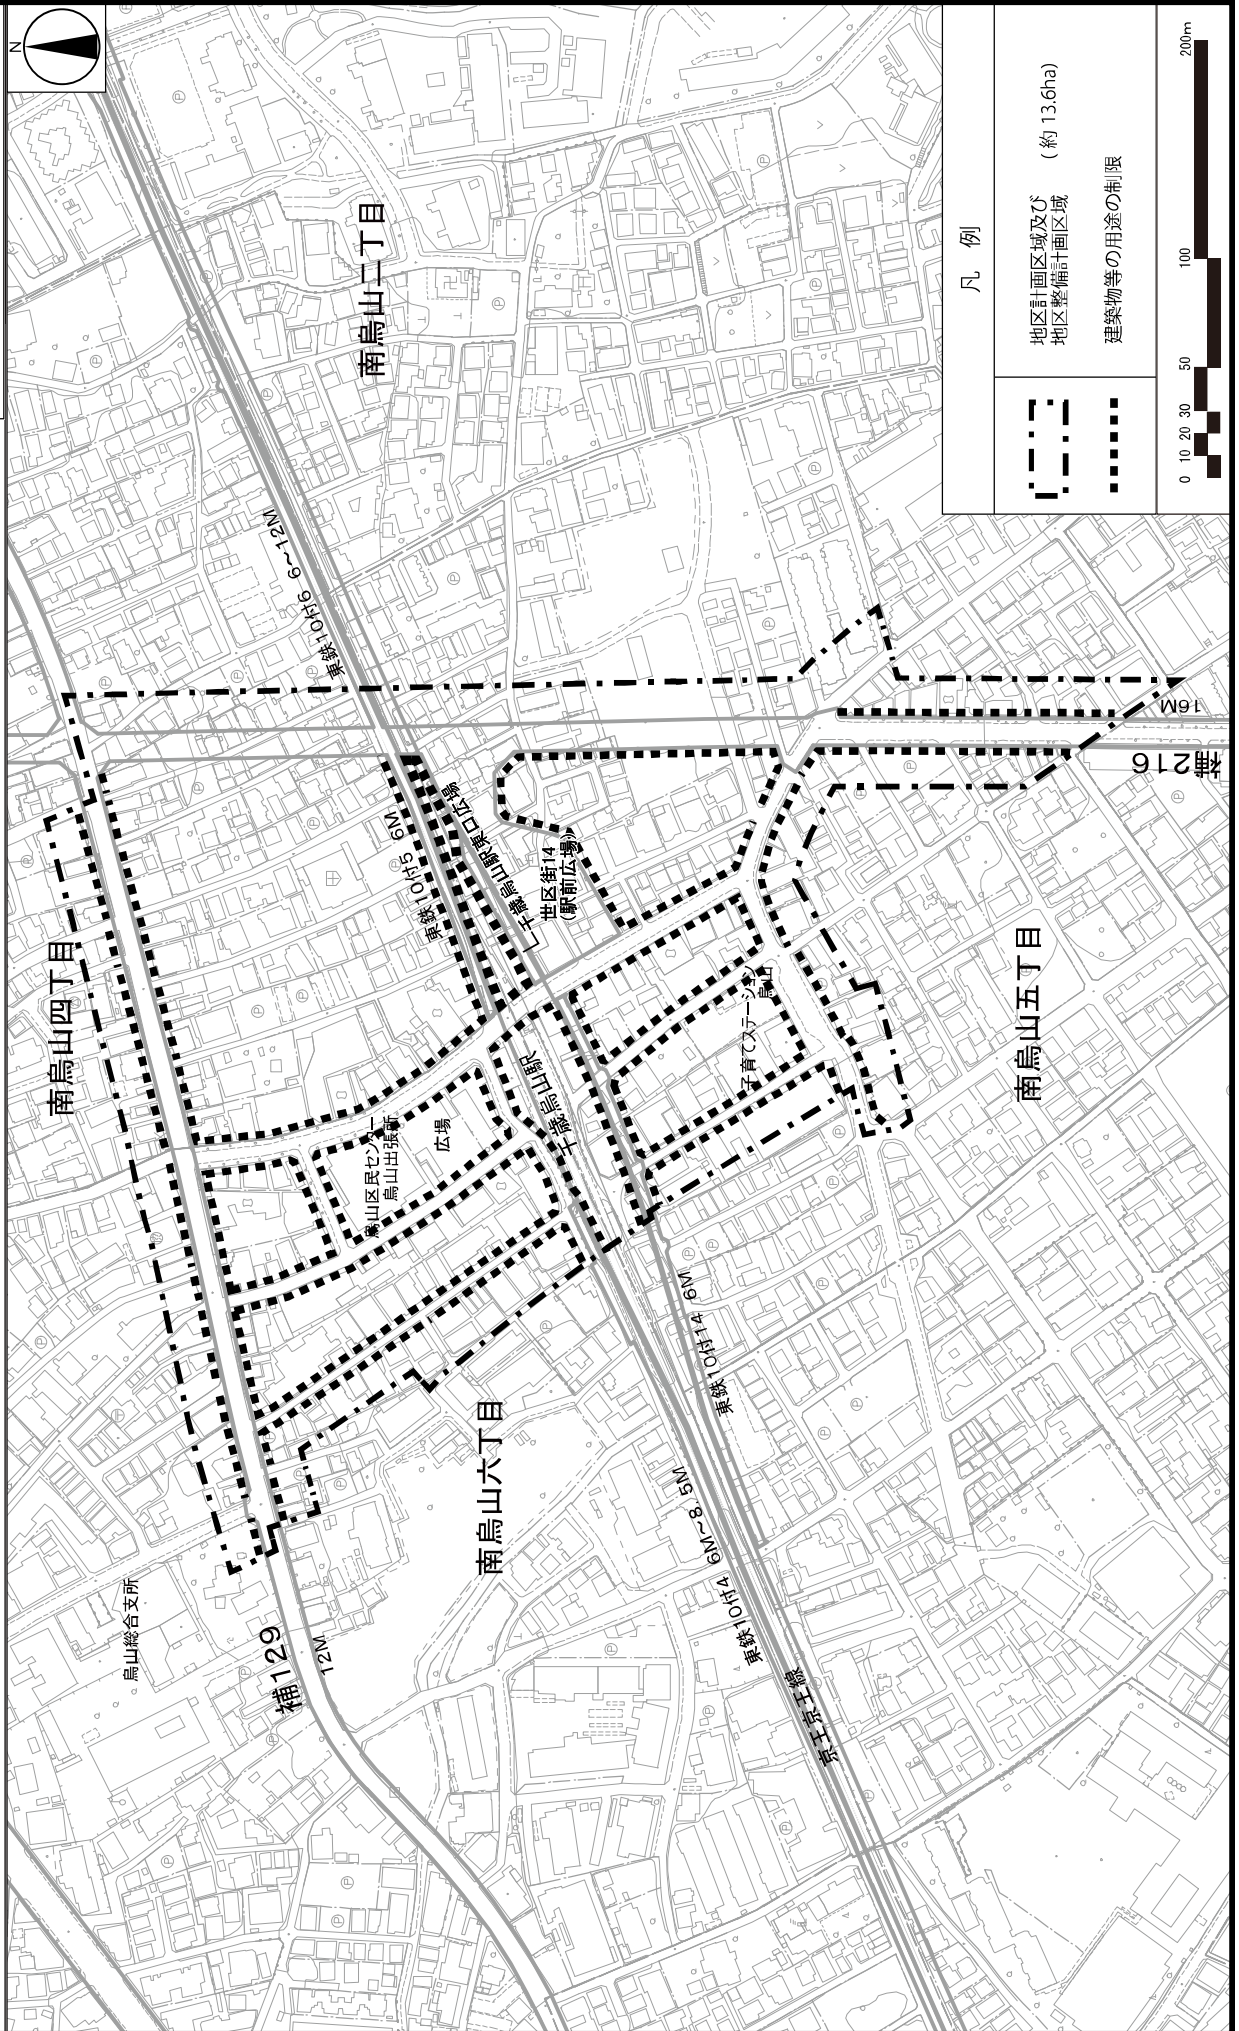 N
南烏山二丁目
南烏山四丁目
南烏山五丁目
南烏山六丁目
東鉄10付6 6~12M
東鉄10付5 6M
千歳烏山駅東口広場
世区街14
(駅前広場)
千歳烏山駅
子育てステーション
烏山
烏山区民センター
烏山出張所
広場
烏山総合支所
補129
12M
補216
16M
東鉄10付14 6M
東鉄10付4 6M~8.5M
京王京王線
凡例
地区計画区域及び
地区整備計画区域
(約 13.6ha)
建築物等の用途の制限
0 10 20 30 50 100 200m